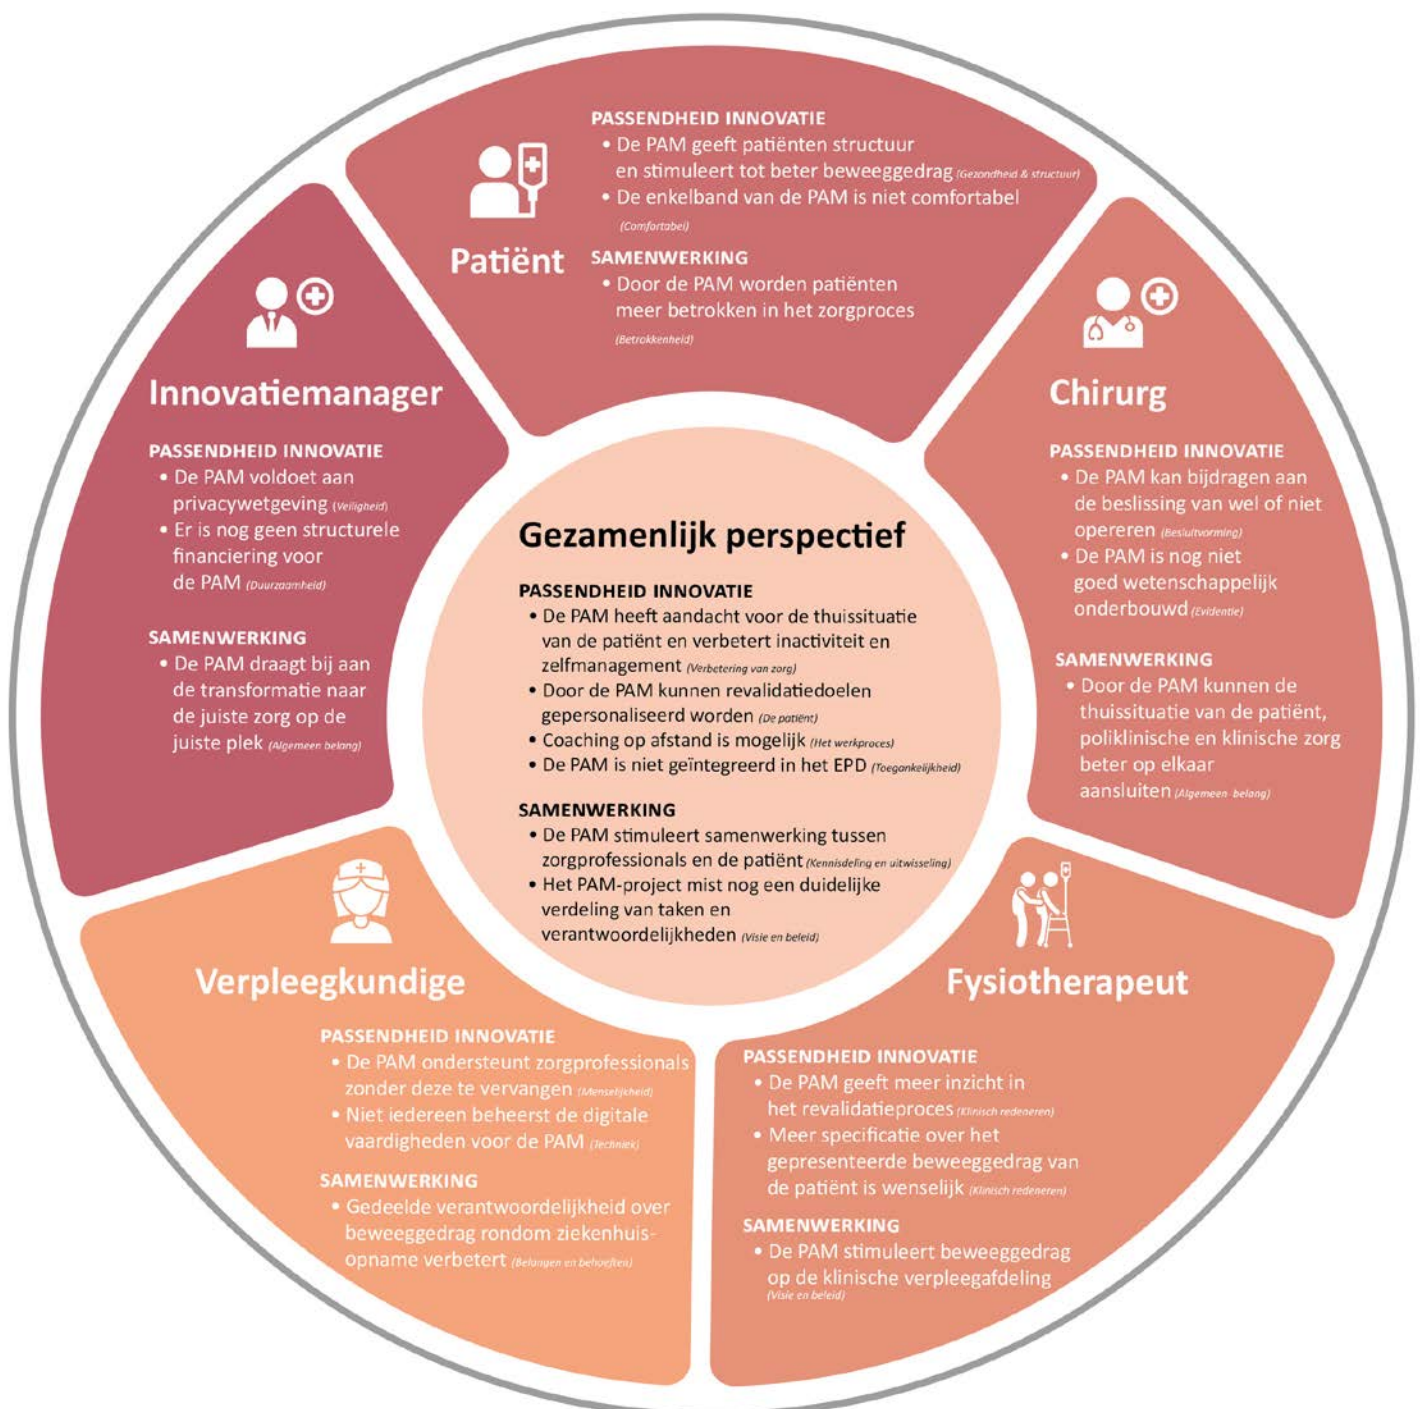 Patiënt
PASSENDHEID INNOVATIE
• De PAM geeft patiënten structuur
en stimuleert tot beter beweeggedrag (Gezondheid & structuur)
• De enkelband van de PAM is niet comfortabel
(Comfortabel)
SAMENWERKING
• Door de PAM worden patiënten
meer betrokken in het zorgproces
(Betrokkenheid)
Chirurg
PASSENDHEID INNOVATIE
• De PAM kan bijdragen aan
de beslissing van wel of niet
opereren (Besluitvorming)
• De PAM is nog niet
goed wetenschappelijk
onderbouwd (Evidentie)
SAMENWERKING
• Door de PAM kunnen de
thuissituatie van de patiënt,
poliklinische en klinische zorg
beter op elkaar
aansluiten (Algemeen belang)
Fysiotherapeut
PASSENDHEID INNOVATIE
• De PAM geeft meer inzicht in
het revalidatieproces (Klinisch redeneren)
• Meer specificatie over het
gepresenteerde beweeggedrag van
de patiënt is wenselijk (Klinisch redeneren)
SAMENWERKING
• De PAM stimuleert beweeggedrag
op de klinische verpleegafdeling
(Visie en beleid)
Verpleegkundige
PASSENDHEID INNOVATIE
• De PAM ondersteunt zorgprofessionals
zonder deze te vervangen (Menselijkheid)
• Niet iedereen beheerst de digitale
vaardigheden voor de PAM (Techniek)
SAMENWERKING
• Gedeelde verantwoordelijkheid over
beweeggedrag rondom ziekenhuis-
opname verbetert (Belangen en behoeften)
Innovatiemanager
PASSENDHEID INNOVATIE
• De PAM voldoet aan
privacywetgeving (Veiligheid)
• Er is nog geen structurele
financiering voor
de PAM (Duurzaamheid)
SAMENWERKING
• De PAM draagt bij aan
de transformatie naar
de juiste zorg op de
juiste plek (Algemeen belang)
Gezamenlijk perspectief
PASSENDHEID INNOVATIE
• De PAM heeft aandacht voor de thuissituatie
van de patiënt en verbetert inactiviteit en
zelfmanagement (Verbetering van zorg)
• Door de PAM kunnen revalidatiedoelen
gepersonaliseerd worden (De patiënt)
• Coaching op afstand is mogelijk (Het werkproces)
• De PAM is niet geïntegreerd in het EPD (Toegankelijkheid)
SAMENWERKING
• De PAM stimuleert samenwerking tussen
zorgprofessionals en de patiënt (Kennisdeling en uitwisseling)
• Het PAM-project mist nog een duidelijke
verdeling van taken en
verantwoordelijkheden (Visie en beleid)